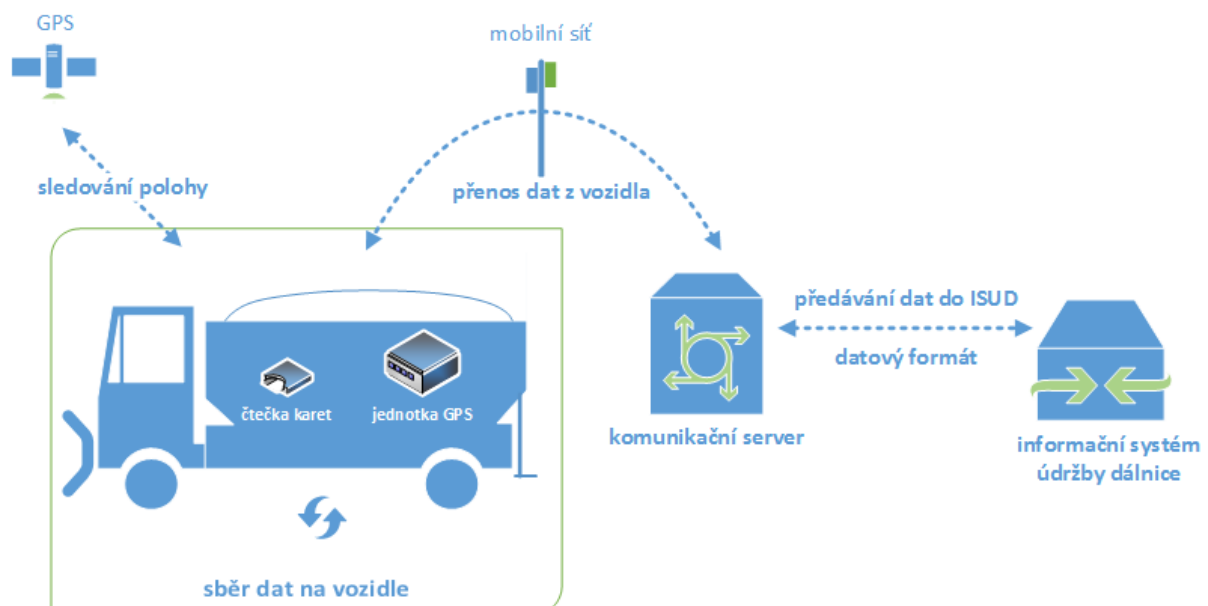 GPS
mobilní síť
sledování polohy
přenos dat z vozidla
čtečka karet
jednotka GPS
sběr dat na vozidle
komunikační server
předávání dat do ISUD
datový formát
informační systém
údržby dálnice